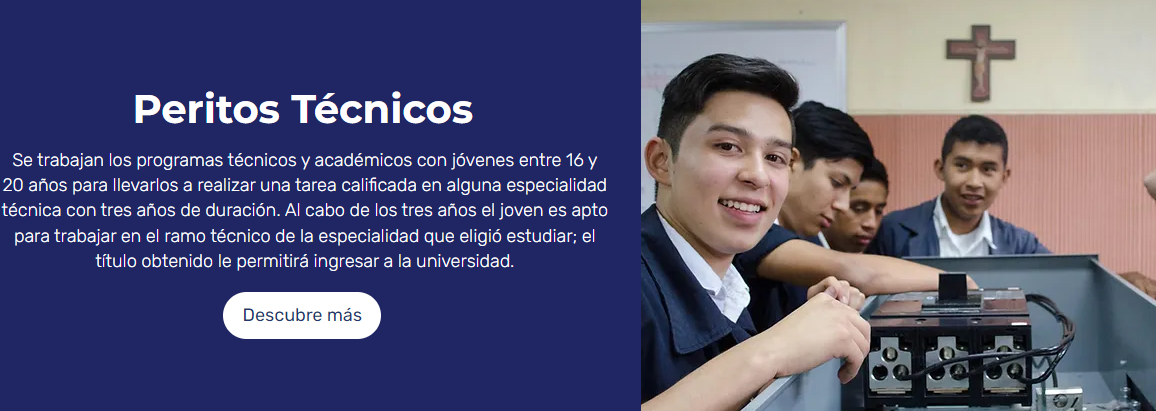 Peritos Técnicos
Se trabajan los programas técnicos y académicos con jóvenes entre 16 y
20 años para llevarlos a realizar una tarea calificada en alguna especialidad
técnica con tres años de duración. Al cabo de los tres años el joven es apto
para trabajar en el ramo técnico de la especialidad que eligió estudiar; el
título obtenido le permitirá ingresar a la universidad.
Descubre más